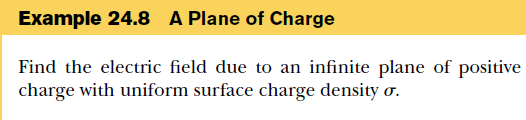 Example 24.8 A Plane of Charge
Find the electric field due to an infinite plane of positive
charge with uniform surface charge density σ.